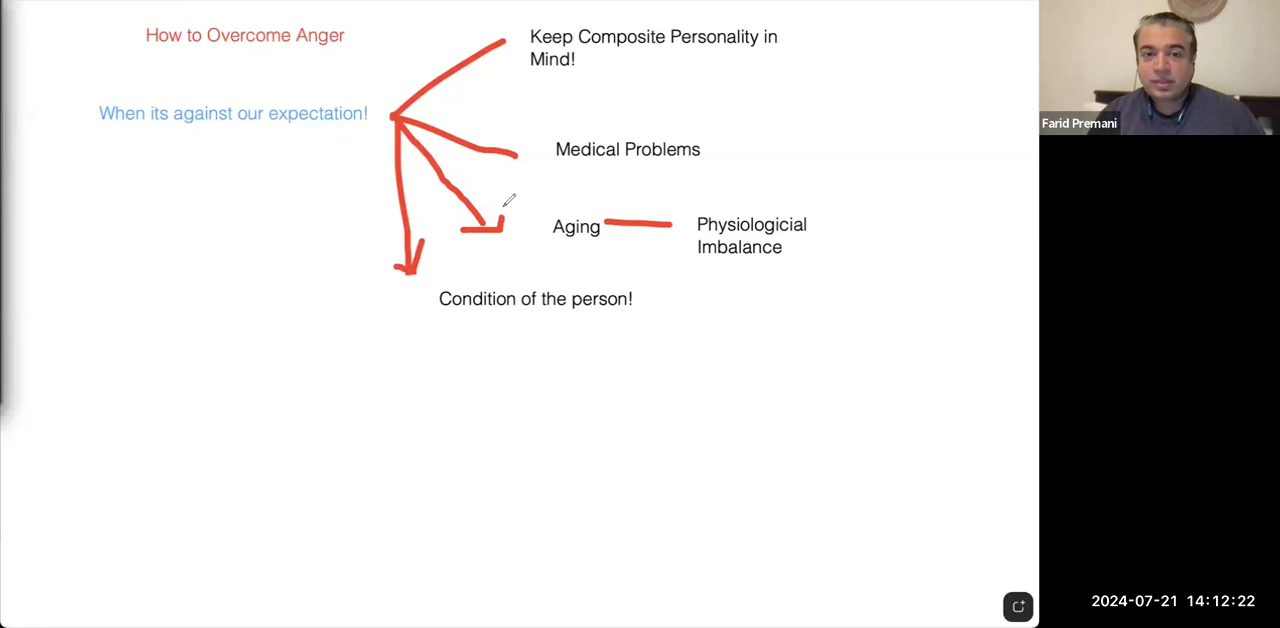 How to Overcome Anger
Keep Composite Personality in
Mind!
When its against our expectation!
Medical Problems
Aging
Physiologicial
Imbalance
Condition of the person!
Farid Premani
2024-07-21 14:12:22